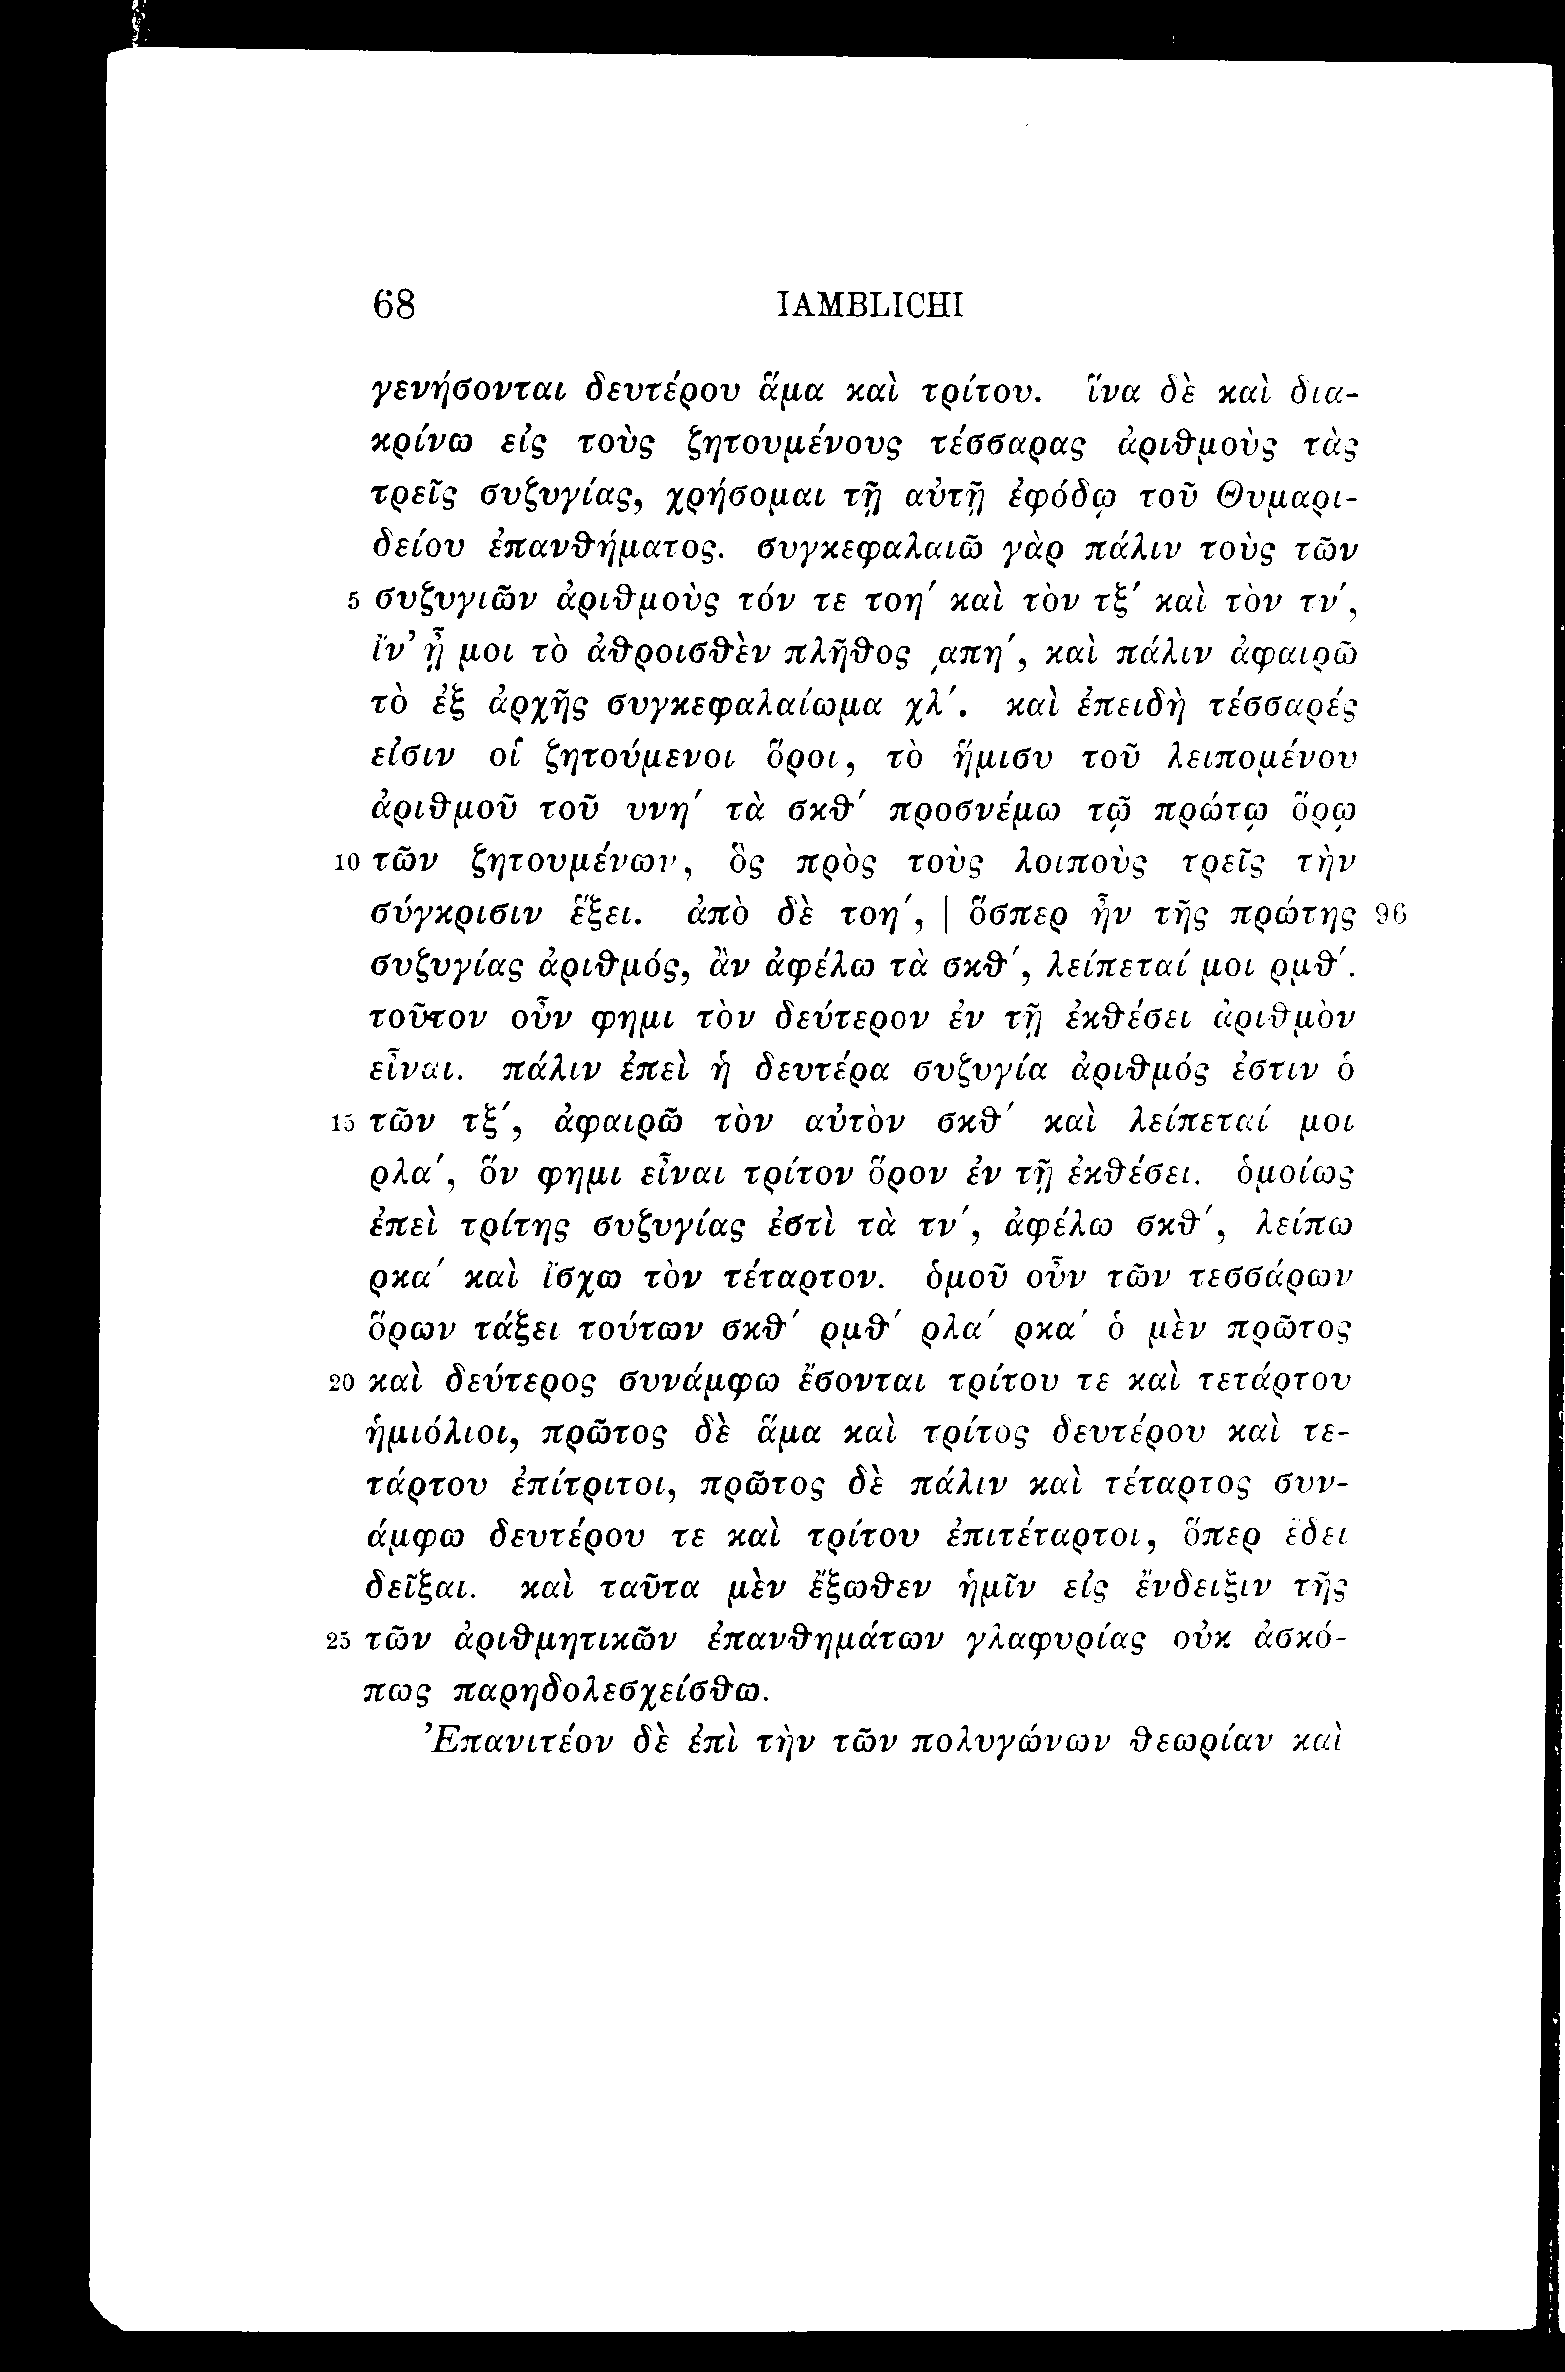 68 IAMBLICHI
γενήσονται δευτέρου ἅμα καὶ τρίτου. ἵνα δὲ καὶ δια-
κρίνω εἰς τοὺς ζητουμένους τέσσαρας ἀριθμοὺς τὰς
τρεῖς συζυγίας, χρήσομαι τῇ αὐτῇ ἐφόδῳ τοῦ Θυμαρι-
δείου ἐπανθήματος. συγκεφαλαιῶ γὰρ πάλιν τοὺς τῶν
5 συζυγιῶν ἀριθμοὺς τόν τε τοη′ καὶ τὸν τξ′ καὶ τὸν τν′,
ἵν’ ᾖ μοι τὸ ἀθροισθὲν πλῆθος ͵απη′, καὶ πάλιν ἀφαιρῶ
τὸ ἐξ ἀρχῆς συγκεφαλαίωμα χλ′. καὶ ἐπειδὴ τέσσαρές
εἰσιν οἱ ζητούμενοι ὅροι, τὸ ἥμισυ τοῦ λειπομένου
ἀριθμοῦ τοῦ υνη′ τὰ σκθ′ προσνέμω τῷ πρώτῳ ὅρῳ
10 τῶν ζητουμένων, ὃς πρὸς τοὺς λοιποὺς τρεῖς τὴν
σύγκρισιν ἕξει. ἀπὸ δὲ τοη′, | ὅσπερ ἦν τῆς πρώτης 96
συζυγίας ἀριθμός, ἂν ἀφέλω τὰ σκθ′, λείπεταί μοι ρμθ′.
τοῦτον οὖν φημι τὸν δεύτερον ἐν τῇ ἐκθέσει ἀριθμὸν
εἶναι. πάλιν ἐπεὶ ἡ δευτέρα συζυγία ἀριθμός ἐστιν ὁ
15 τῶν τξ′, ἀφαιρῶ τὸν αὐτὸν σκθ′ καὶ λείπεταί μοι
ρλα′, ὅν φημι εἶναι τρίτον ὅρον ἐν τῇ ἐκθέσει. ὁμοίως
ἐπεὶ τρίτης συζυγίας ἐστὶ τὰ τν′, ἀφέλω σκθ′, λείπω
ρκα′ καὶ ἴσχω τὸν τέταρτον. ὁμοῦ οὖν τῶν τεσσάρων
ὅρων τάξει τούτων σκθ′ ρμθ′ ρλα′ ρκα′ ὁ μὲν πρῶτος
20 καὶ δεύτερος συνάμφω ἔσονται τρίτου τε καὶ τετάρτου
ἡμιόλιοι, πρῶτος δὲ ἅμα καὶ τρίτος δευτέρου καὶ τε-
τάρτου ἐπίτριτοι, πρῶτος δὲ πάλιν καὶ τέταρτος συν-
άμφω δευτέρου τε καὶ τρίτου ἐπιτέταρτοι, ὅπερ ἔδει
δεῖξαι. καὶ ταῦτα μὲν ἔξωθεν ἡμῖν εἰς ἔνδειξιν τῆς
25 τῶν ἀριθμητικῶν ἐπανθημάτων γλαφυρίας οὐκ ἀσκό-
πως παρηδολεσχείσθω.
Ἐπανιτέον δὲ ἐπὶ τὴν τῶν πολυγώνων θεωρίαν καὶ